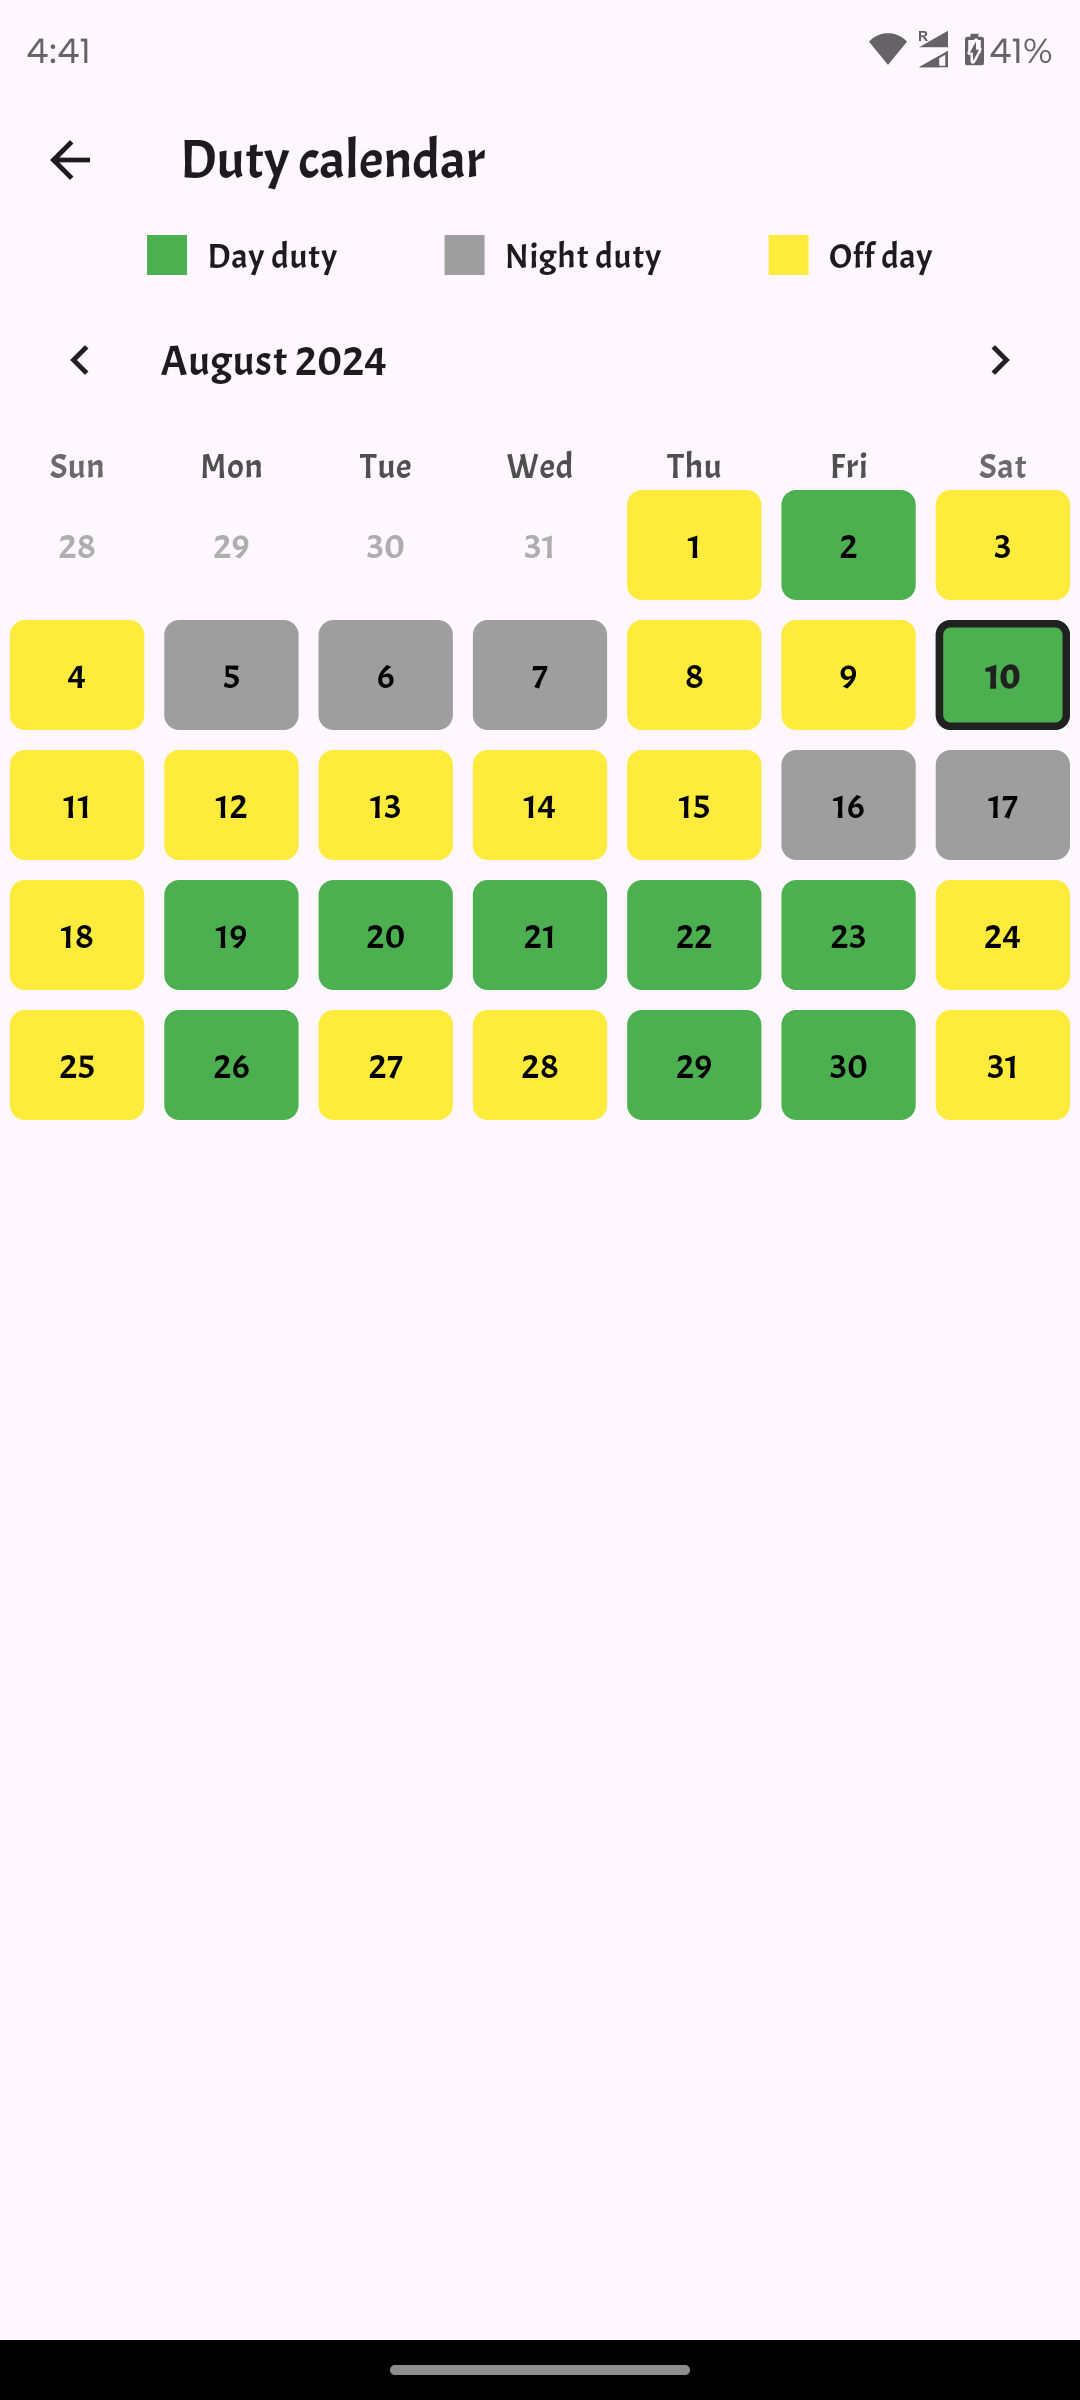 4:41
R 41%
Duty calendar
Day duty Night duty Off day
August 2024
Sun Mon Tue Wed Thu Fri Sat
28 29 30 31 1 2 3
4 5 6 7 8 9 10
11 12 13 14 15 16 17
18 19 20 21 22 23 24
25 26 27 28 29 30 31